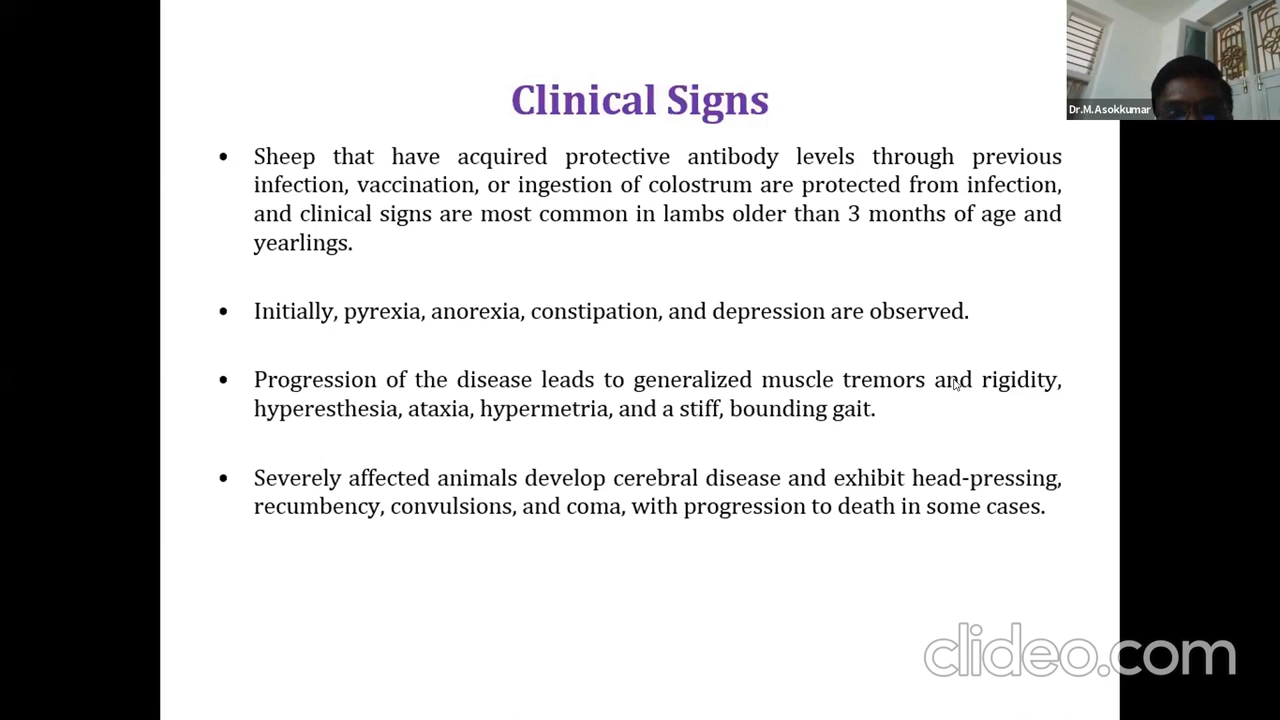 Clinical Signs
Dr.M.Asokkumar
• Sheep that have acquired protective antibody levels through previous
infection, vaccination, or ingestion of colostrum are protected from infection,
and clinical signs are most common in lambs older than 3 months of age and
yearlings.
• Initially, pyrexia, anorexia, constipation, and depression are observed.
• Progression of the disease leads to generalized muscle tremors and rigidity,
hyperesthesia, ataxia, hypermetria, and a stiff, bounding gait.
• Severely affected animals develop cerebral disease and exhibit head-pressing,
recumbency, convulsions, and coma, with progression to death in some cases.
clideo.com